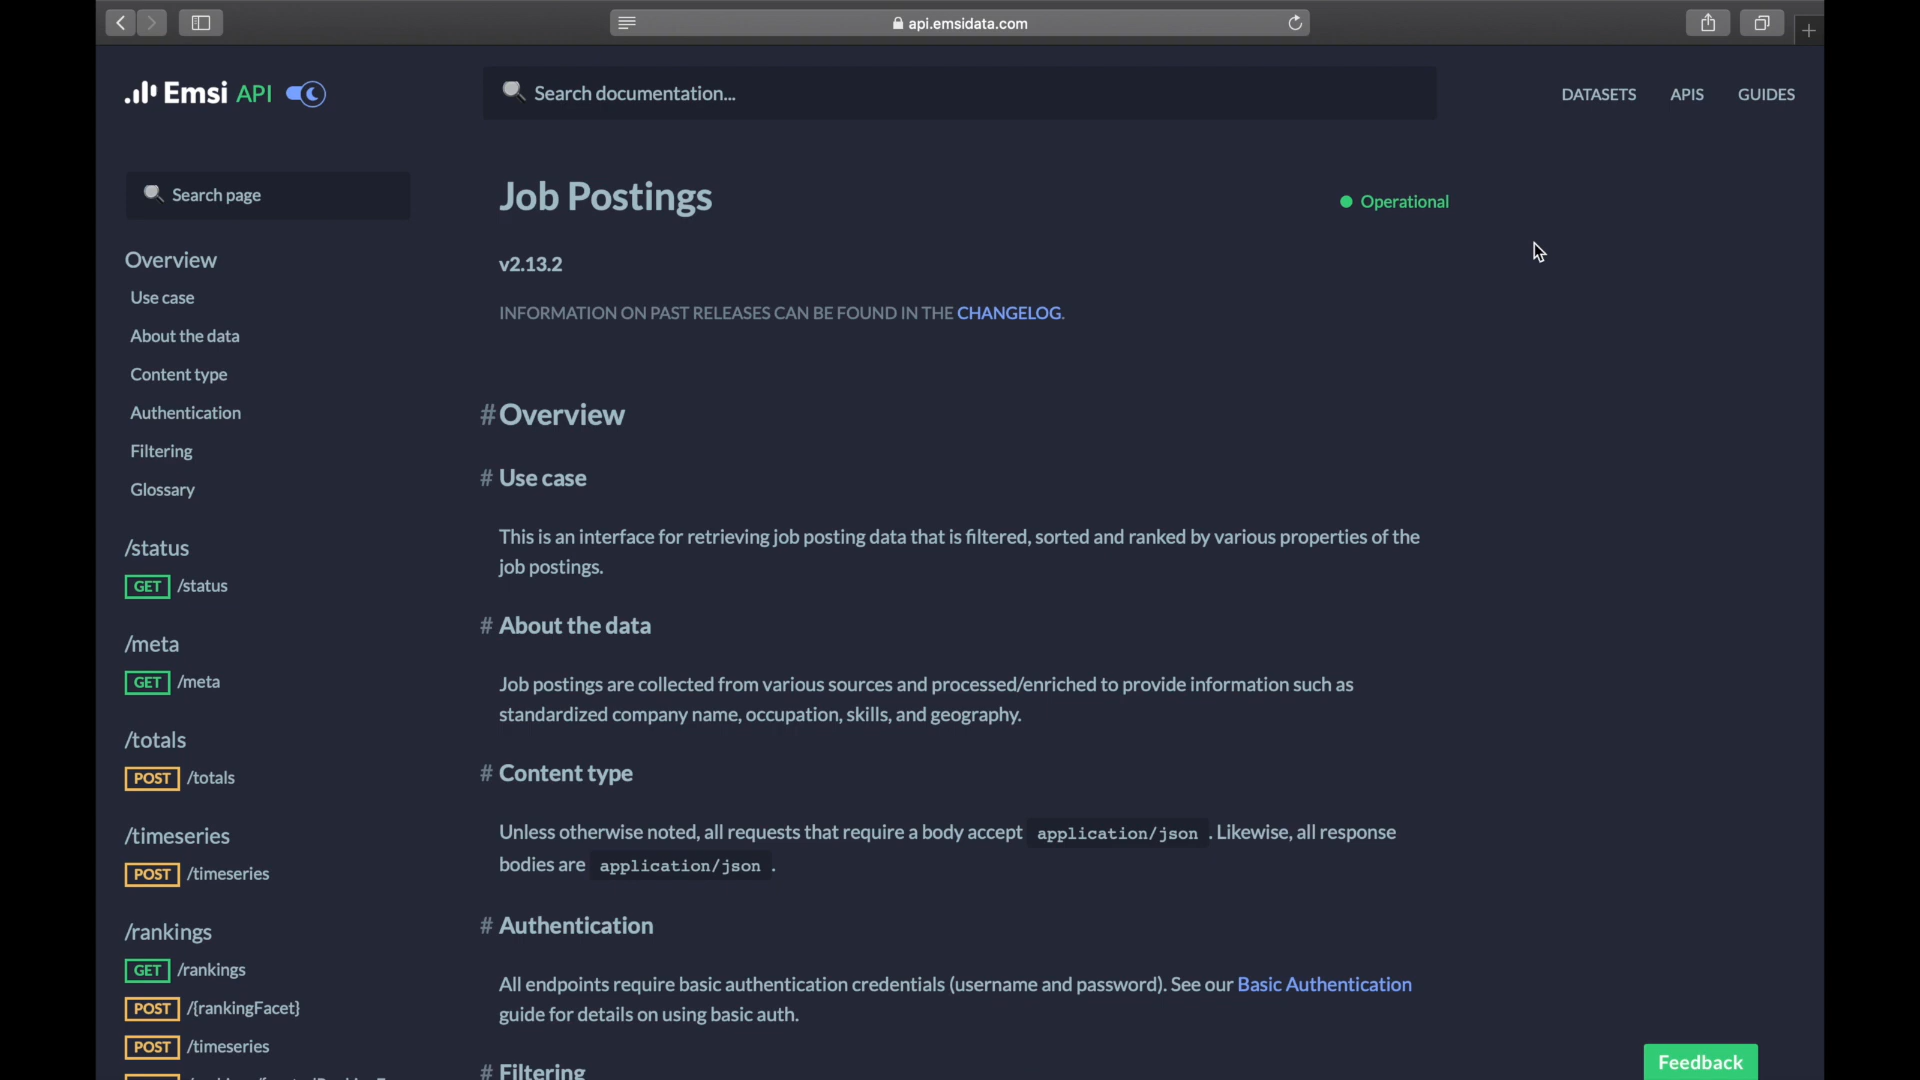 api.emsidata.com
Emsi API
Search documentation...
DATASETS APIS GUIDES
Search page
Overview
Use case
About the data
Content type
Authentication
Filtering
Glossary
/status
GET /status
/meta
GET /meta
/totals
POST /totals
/timeseries
POST /timeseries
/rankings
GET /rankings
POST /{rankingFacet}
POST /timeseries
Job Postings
Operational
v2.13.2
INFORMATION ON PAST RELEASES CAN BE FOUND IN THE CHANGELOG.
#Overview
# Use case
This is an interface for retrieving job posting data that is filtered, sorted and ranked by various properties of the
job postings.
# About the data
Job postings are collected from various sources and processed/enriched to provide information such as
standardized company name, occupation, skills, and geography.
# Content type
Unless otherwise noted, all requests that require a body accept application/json . Likewise, all response
bodies are application/json .
# Authentication
All endpoints require basic authentication credentials (username and password). See our Basic Authentication
guide for details on using basic auth.
# Filtering
Feedback